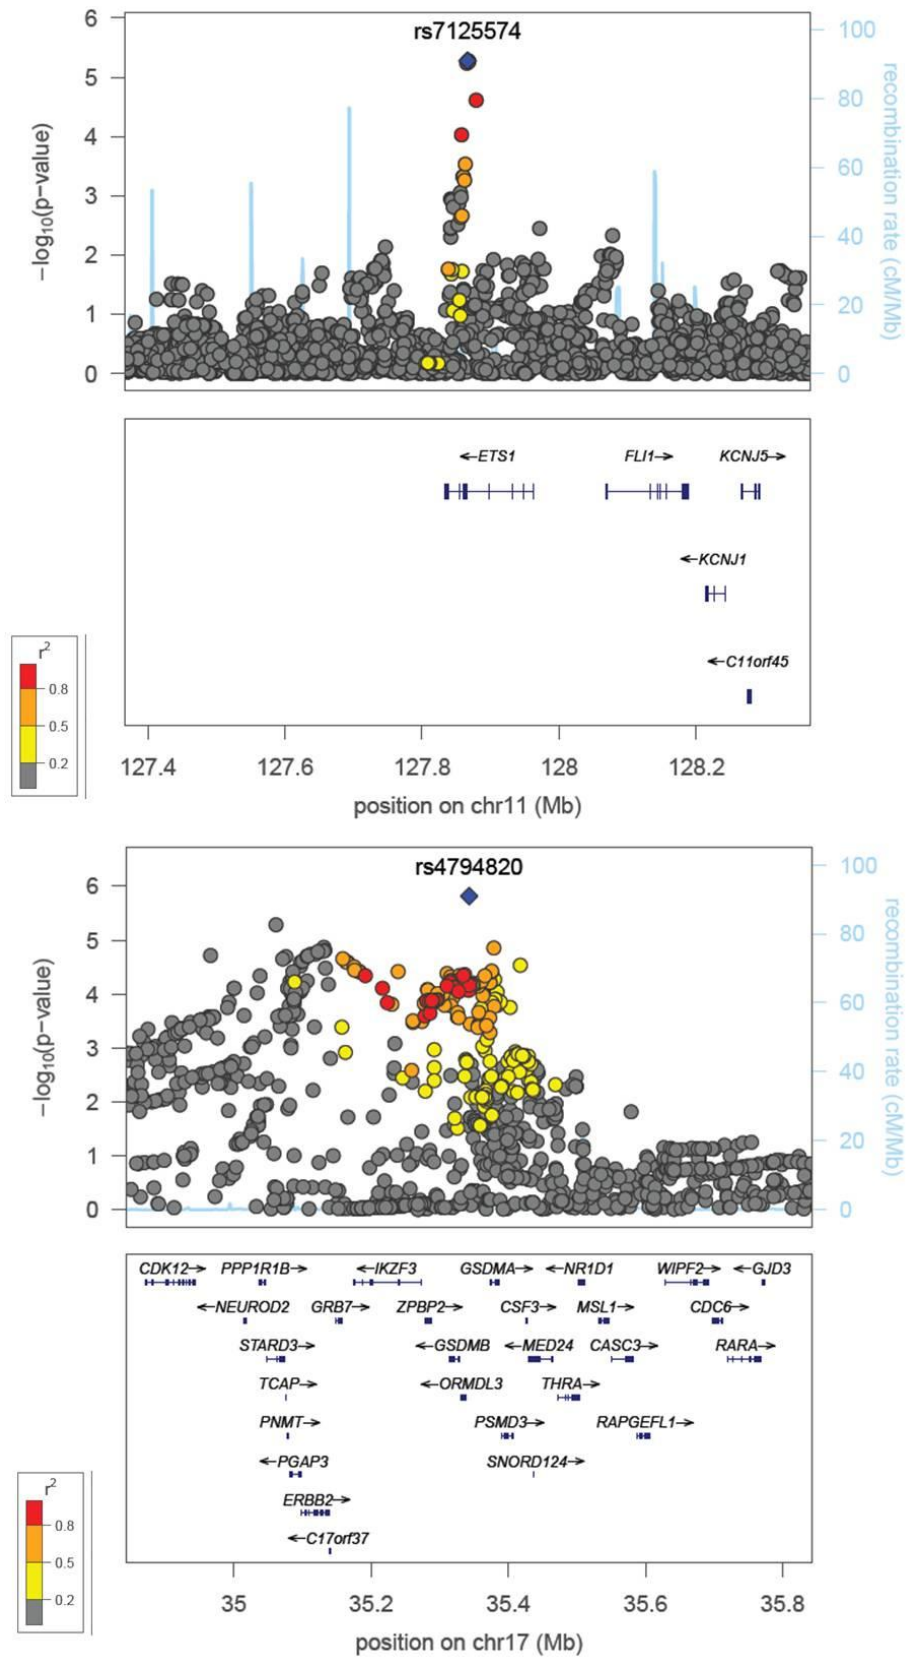 rs7125574
6
5
4
3
2
1
0
−log10(p−value)
100
80
60
40
20
0
recombination rate (cM/Mb)
←ETS1
FLI1→
KCNJ5→
←KCNJ1
←C11orf45
r2
0.8
0.5
0.2
127.4 127.6 127.8 128 128.2
position on chr11 (Mb)
rs4794820
6
5
4
3
2
1
0
−log10(p−value)
100
80
60
40
20
0
recombination rate (cM/Mb)
CDK12→ PPP1R1B→ ←IKZF3 GSDMA→ ←NR1D1 WIPF2→ ←GJD3
←NEUROD2 GRB7→ ZPBP2→ CSF3→ MSL1→ CDC6→
STARD3→ ←GSDMB ←MED24 CASC3→ RARA→
TCAP→ ←ORMDL3 THRA→
PNMT→ PSMD3→ RAPGEFL1→
←PGAP3 SNORD124→
ERBB2→
←C17orf37
r2
0.8
0.5
0.2
35 35.2 35.4 35.6 35.8
position on chr17 (Mb)